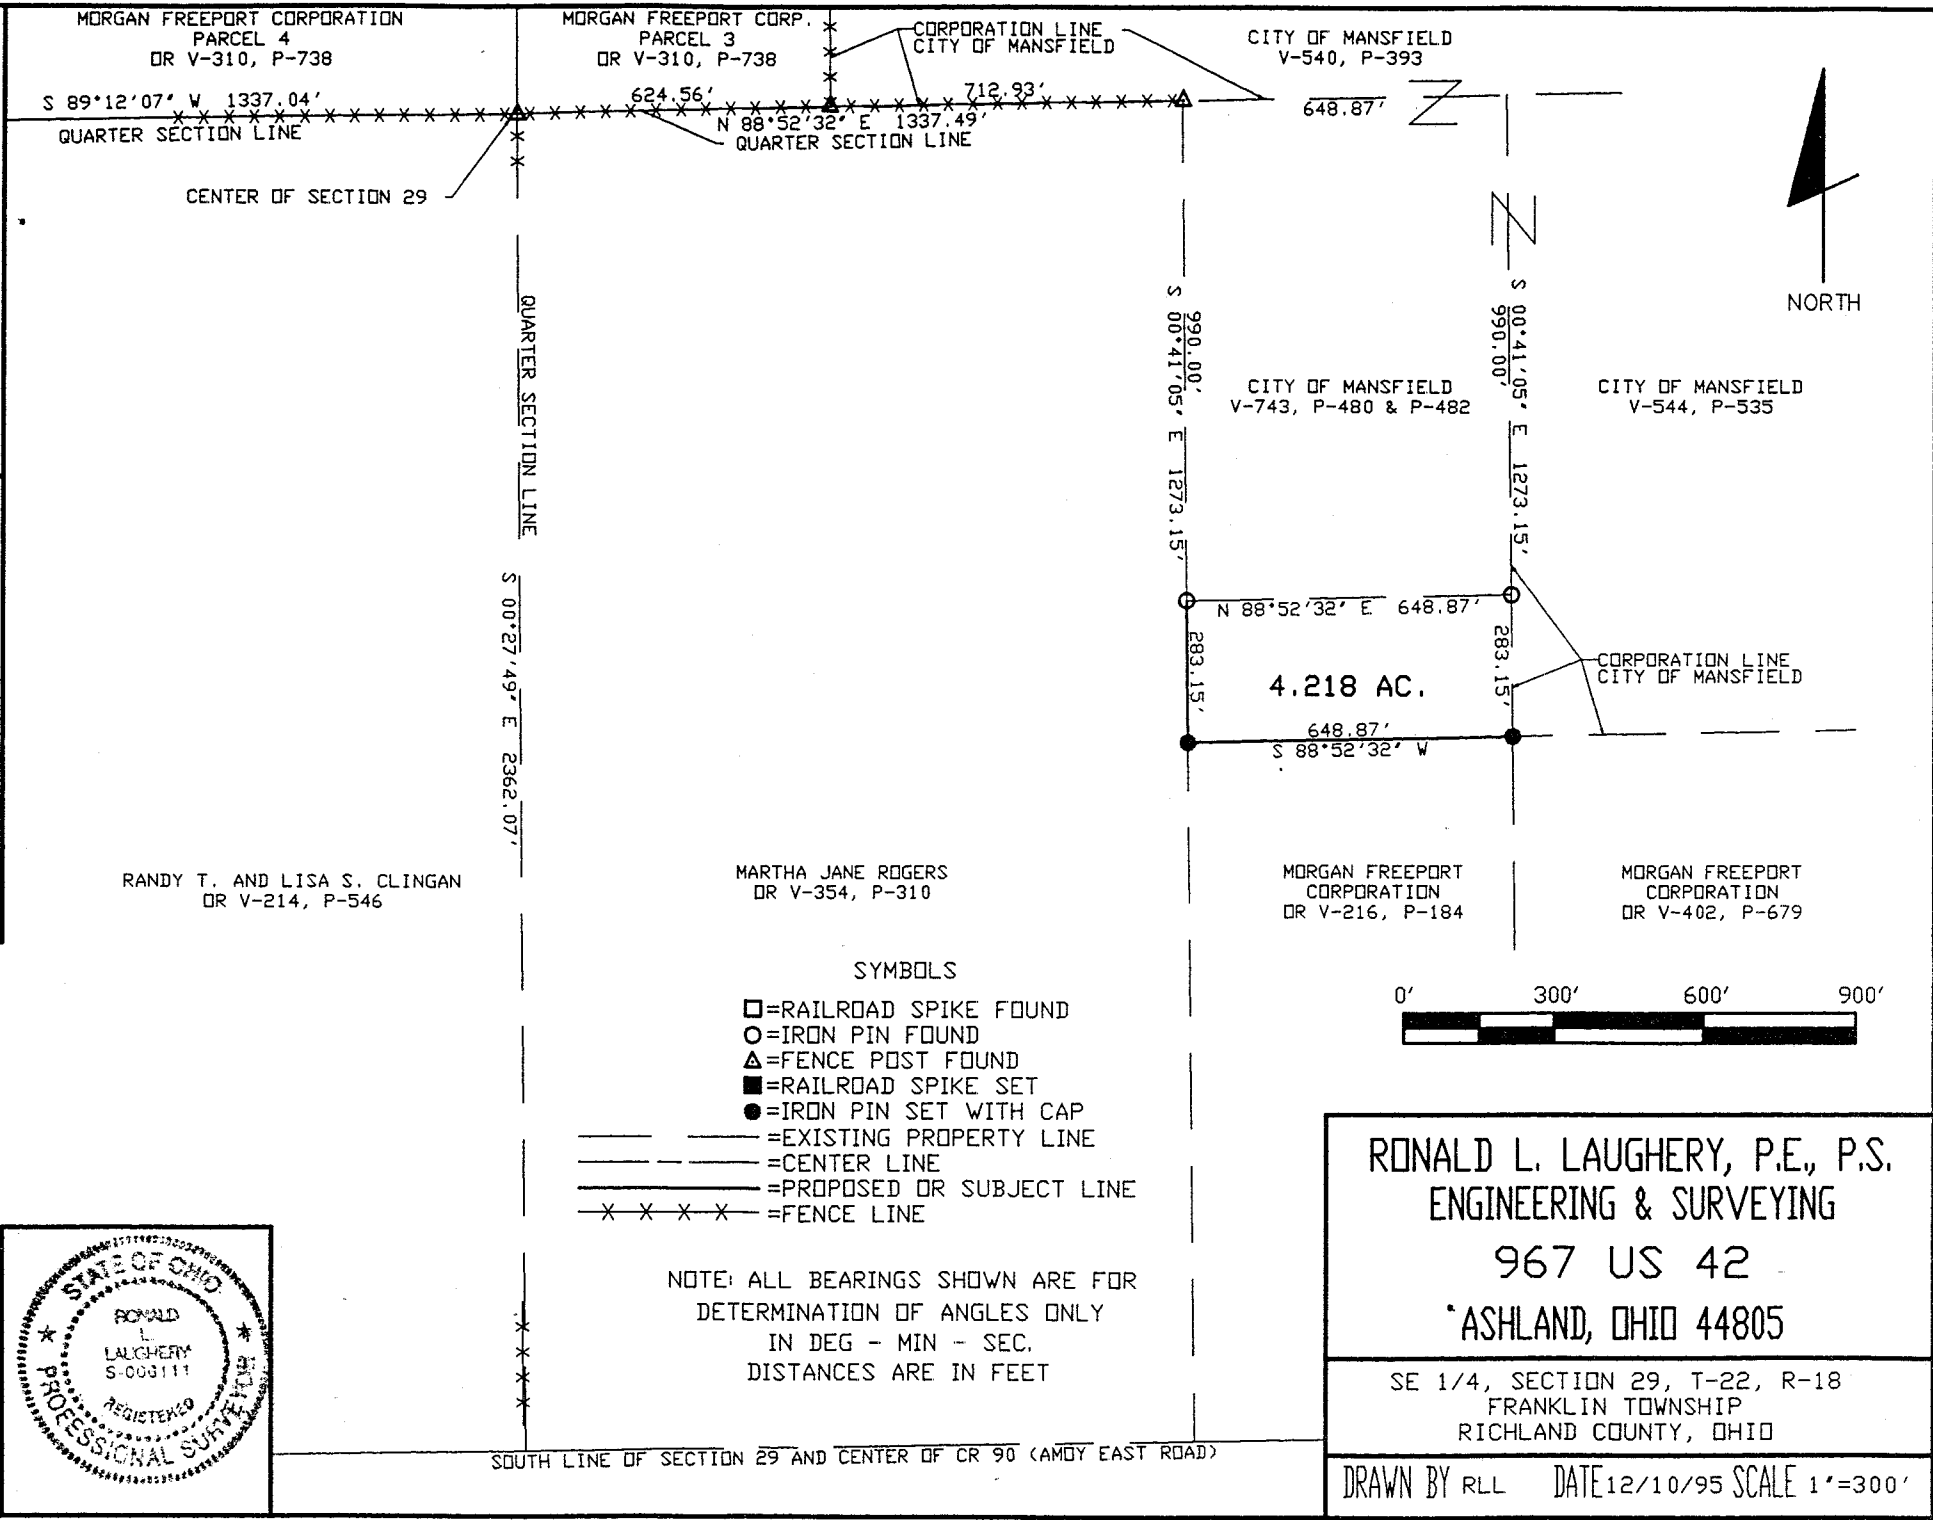 MORGAN FREEPORT CORPORATION
PARCEL 4
OR V-310, P-738
MORGAN FREEPORT CORP.
PARCEL 3
OR V-310, P-738
CORPORATION LINE
CITY OF MANSFIELD
CITY OF MANSFIELD
V-540, P-393
S 89°12'07" W 1337.04'
QUARTER SECTION LINE
624.56'
712.93'
N 88°52'32" E 1337.49'
QUARTER SECTION LINE
648.87'
Z
CENTER OF SECTION 29
N
NORTH
QUARTER SECTION LINE
S 00°27'49" E 2362.07'
990.00'
S 00°41'05" E 1273.15'
S 00°41'05" E 1273.15'
990.00'
CITY OF MANSFIELD
V-743, P-480 & P-482
CITY OF MANSFIELD
V-544, P-535
N 88°52'32" E 648.87'
283.15'
283.15'
4.218 AC.
648.87'
S 88°52'32" W
CORPORATION LINE
CITY OF MANSFIELD
RANDY T. AND LISA S. CLINGAN
OR V-214, P-546
MARTHA JANE ROGERS
OR V-354, P-310
MORGAN FREEPORT
CORPORATION
OR V-216, P-184
MORGAN FREEPORT
CORPORATION
OR V-402, P-679
SYMBOLS
=RAILROAD SPIKE FOUND
=IRON PIN FOUND
=FENCE POST FOUND
=RAILROAD SPIKE SET
=IRON PIN SET WITH CAP
=EXISTING PROPERTY LINE
=CENTER LINE
=PROPOSED OR SUBJECT LINE
X X X X =FENCE LINE
0' 300' 600' 900'
NOTE: ALL BEARINGS SHOWN ARE FOR
DETERMINATION OF ANGLES ONLY
IN DEG - MIN - SEC.
DISTANCES ARE IN FEET
SOUTH LINE OF SECTION 29 AND CENTER OF CR 90 (AMOY EAST ROAD)
STATE OF OHIO
RONALD
L.
LAUGHERY
S-006111
REGISTERED
PROFESSIONAL SURVEYOR
RONALD L. LAUGHERY, P.E., P.S.
ENGINEERING & SURVEYING
967 US 42
ASHLAND, OHIO 44805
SE 1/4, SECTION 29, T-22, R-18
FRANKLIN TOWNSHIP
RICHLAND COUNTY, OHIO
DRAWN BY RLL DATE 12/10/95 SCALE 1"=300'